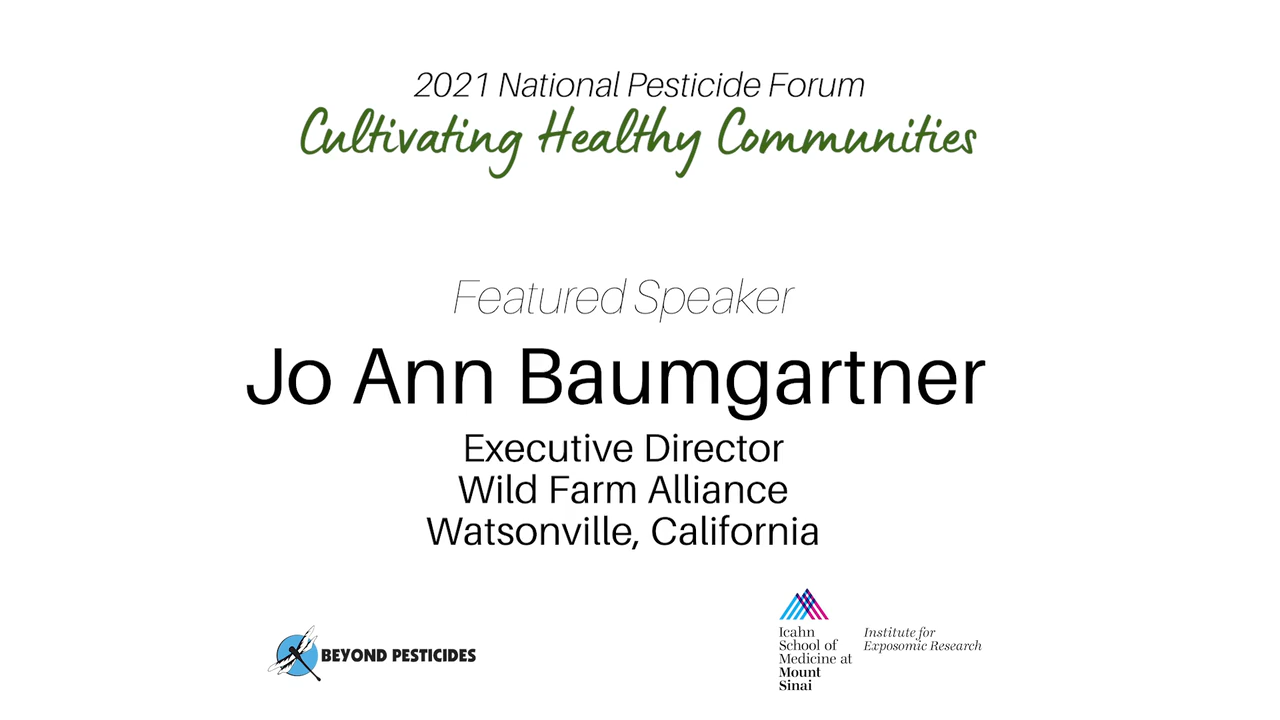 2021 National Pesticide Forum
Cultivating Healthy Communities
Featured Speaker
Jo Ann Baumgartner
Executive Director
Wild Farm Alliance
Watsonville, California
BEYOND PESTICIDES
Icahn
School of
Medicine at
Mount
Sinai
Institute for
Exposomic Research